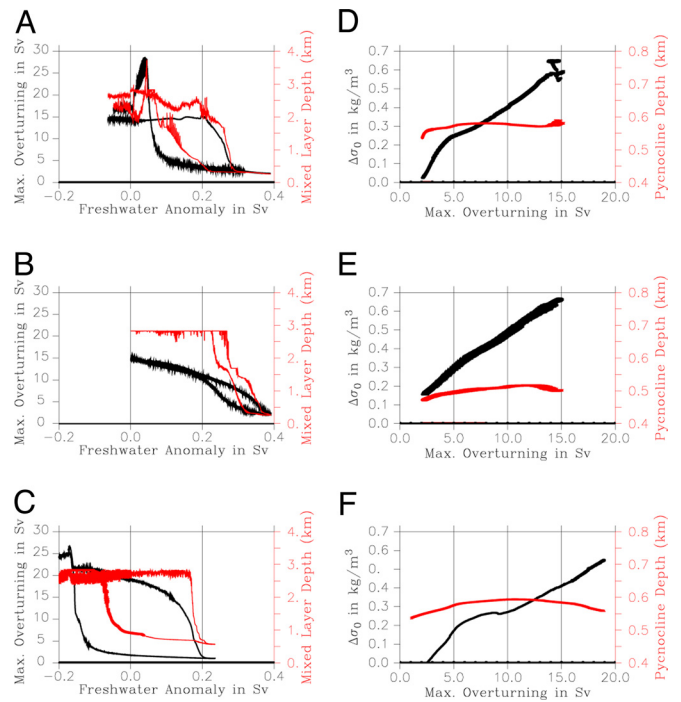 A
Max. Overturning in Sv
30
25
20
15
10
5
0
4.
3.
2.
1.
0.
Mixed Layer Depth (km)
-0.2 0.0 0.2 0.4
Freshwater Anomaly in Sv
D
Δσ0 in kg/m3
0.7
0.6
0.5
0.4
0.3
0.2
0.1
0.0
0.8
0.7
0.6
0.5
0.4
Pycnocline Depth (km)
0.0 5.0 10.0 15.0 20.0
Max. Overturning in Sv
B
Max. Overturning in Sv
30
25
20
15
10
5
0
4.
3.
2.
1.
0.
Mixed Layer Depth (km)
-0.2 0.0 0.2 0.4
Freshwater Anomaly in Sv
E
Δσ0 in kg/m3
0.7
0.6
0.5
0.4
0.3
0.2
0.1
0.0
0.8
0.7
0.6
0.5
0.4
Pycnocline Depth (km)
0.0 5.0 10.0 15.0 20.0
Max. Overturning in Sv
C
Max. Overturning in Sv
30
25
20
15
10
5
0
4.
3.
2.
1.
0.
Mixed Layer Depth (km)
-0.2 0.0 0.2 0.4
Freshwater Anomaly in Sv
F
Δσ0 in kg/m3
0.7
0.6
0.5
0.4
0.3
0.2
0.1
0.0
0.8
0.7
0.6
0.5
0.4
Pycnocline Depth (km)
0.0 5.0 10.0 15.0 20.0
Max. Overturning in Sv